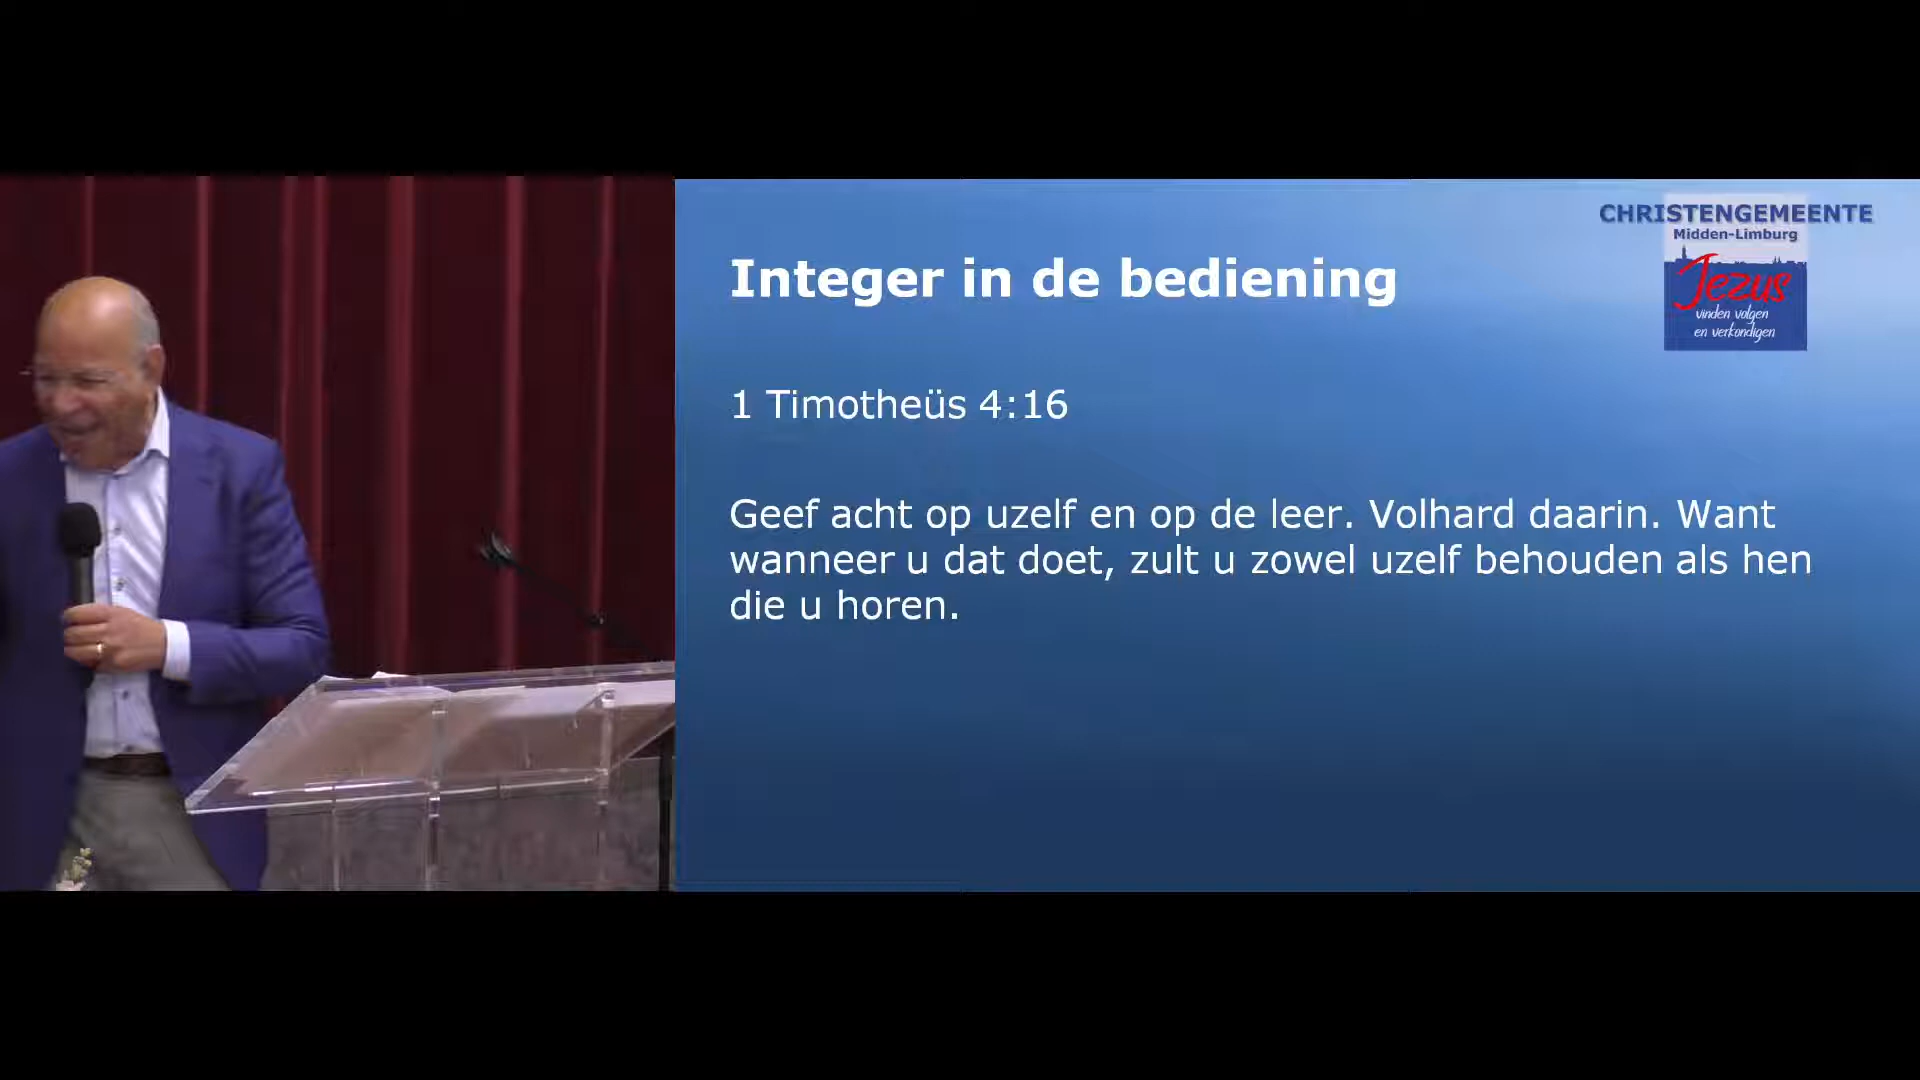 CHRISTENGEMEENTE
Midden-Limburg
Jezus
vinden volgen
en verkondigen
Integer in de bediening
1 Timotheüs 4:16
Geef acht op uzelf en op de leer. Volhard daarin. Want
wanneer u dat doet, zult u zowel uzelf behouden als hen
die u horen.